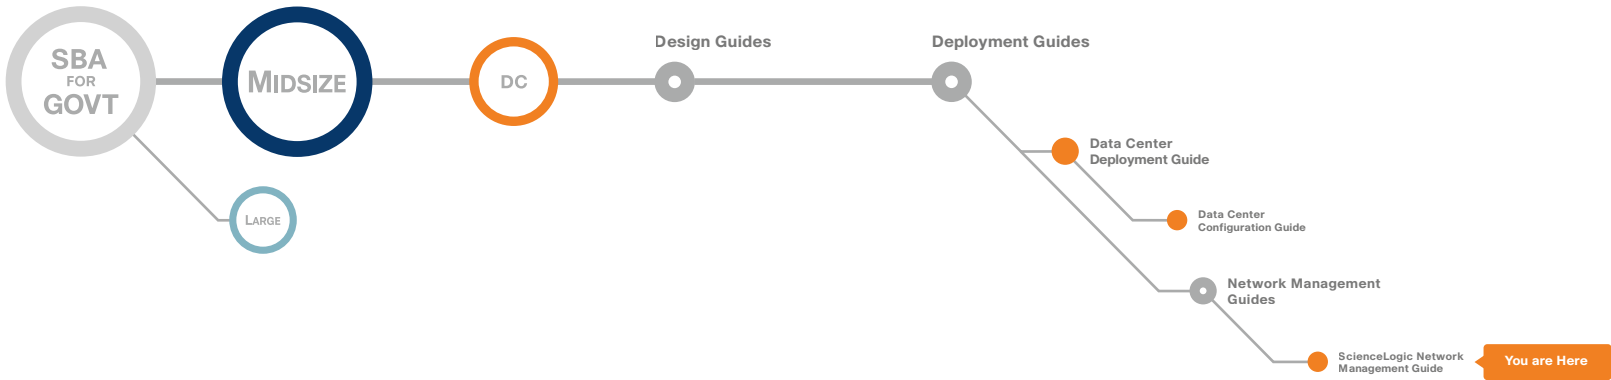 SBA
FOR
GOVT
MIDSIZE
DC
Design Guides
Deployment Guides
Data Center
Deployment Guide
LARGE
Data Center
Configuration Guide
Network Management
Guides
ScienceLogic Network
Management Guide
You are Here